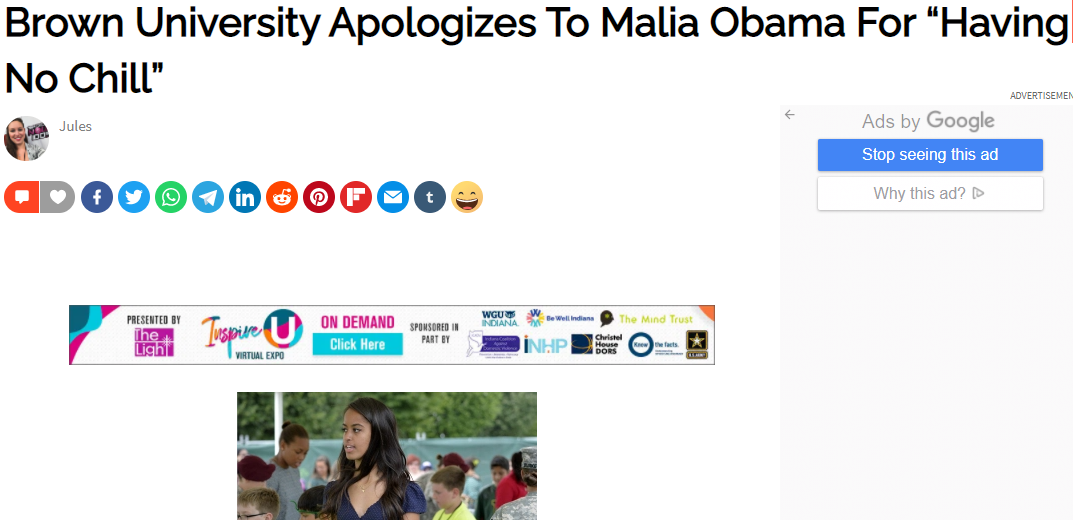 Brown University Apologizes To Malia Obama For “Having
No Chill”
ADVERTISEMEN
Jules
Ads by Google
Stop seeing this ad
Why this ad?
PRESENTED BY
The Light
Inspire U
VIRTUAL EXPO
ON DEMAND
Click Here
SPONSORED IN
PART BY
WGU
INDIANA
Be Well Indiana
The Mind Trust
INHP
Christel
House
DORS
Know the facts.
U.S. ARMY